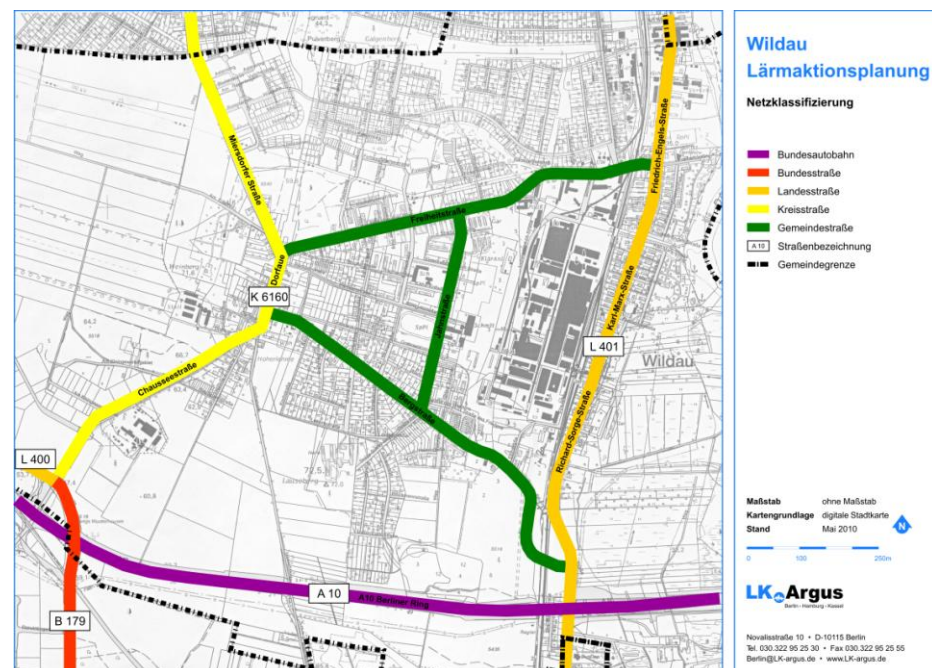 Miersdorfer Straße
Friedrich-Engels-Straße
Freiheitstraße
Dorfaue
K 6160
Jahnstraße
Karl-Marx-Straße
L 401
Wildau
Chausseestraße
Bergstraße
Richard-Sorge-Straße
L 400
A 10
A10 Berliner Ring
B 179
Wildau
Lärmaktionsplanung
Netzklassifizierung
Bundesautobahn
Bundesstraße
Landesstraße
Kreisstraße
Gemeindestraße
A 10 Straßenbezeichnung
Gemeindegrenze
Maßstab ohne Maßstab
Kartengrundlage digitale Stadtkarte
Stand Mai 2010
N
0 100 250m
LK Argus
Berlin - Hamburg - Kassel
Novalisstraße 10 • D-10115 Berlin
Tel. 030.322 95 25 30 • Fax 030.322 95 25 55
Berlin@LK-argus.de • www.LK-argus.de